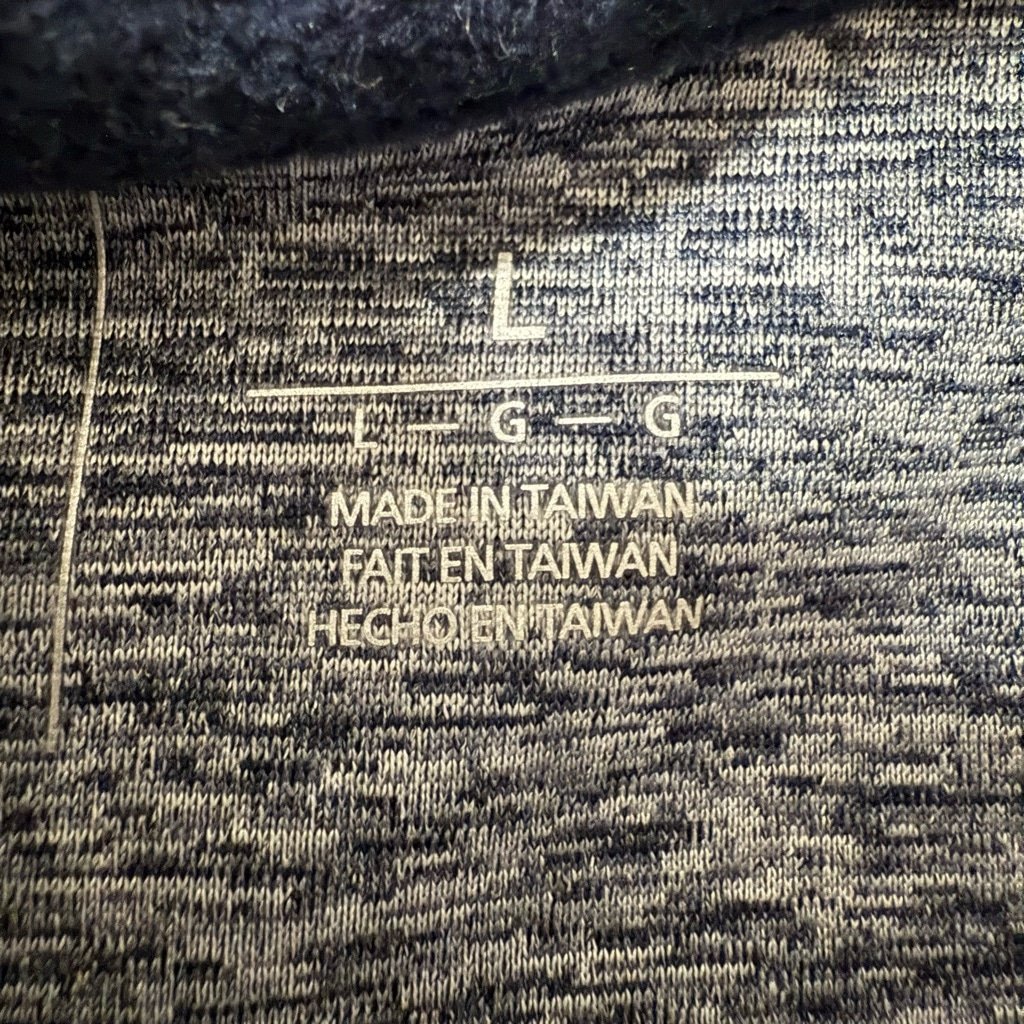 L
L — G — G
MADE IN TAIWAN
FAIT EN TAIWAN
HECHO EN TAIWAN